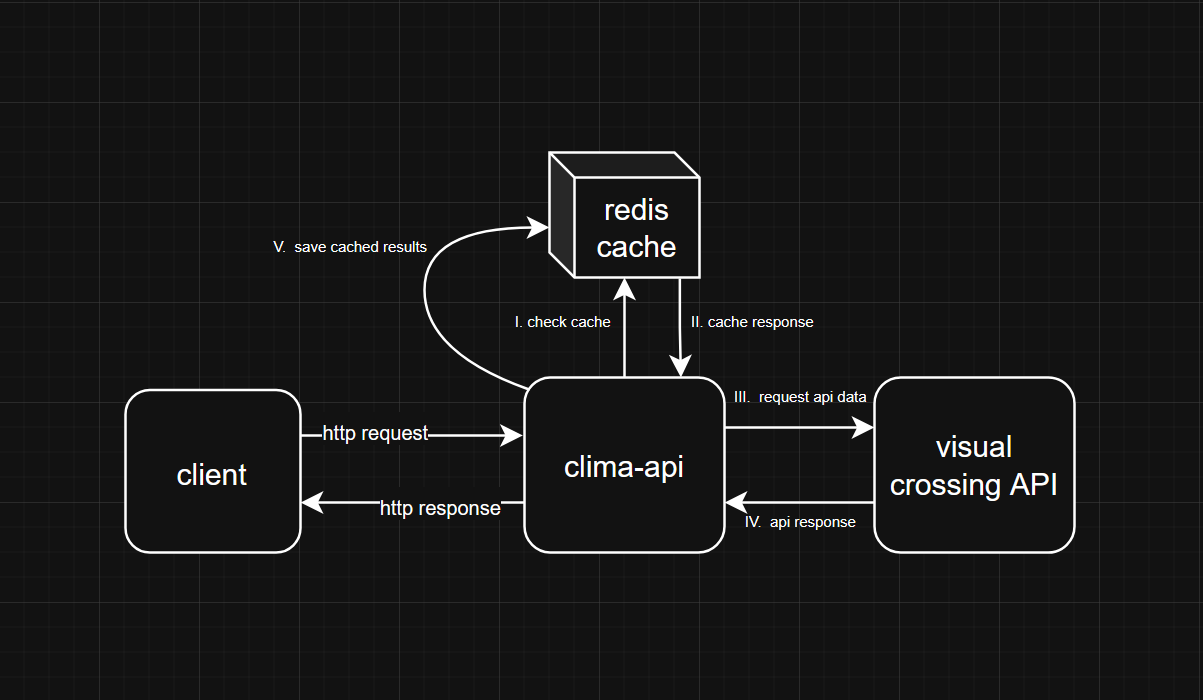 redis
cache
V. save cached results
I. check cache
II. cache response
III. request api data
http request
client
clima-api
visual
crossing API
http response
IV. api response